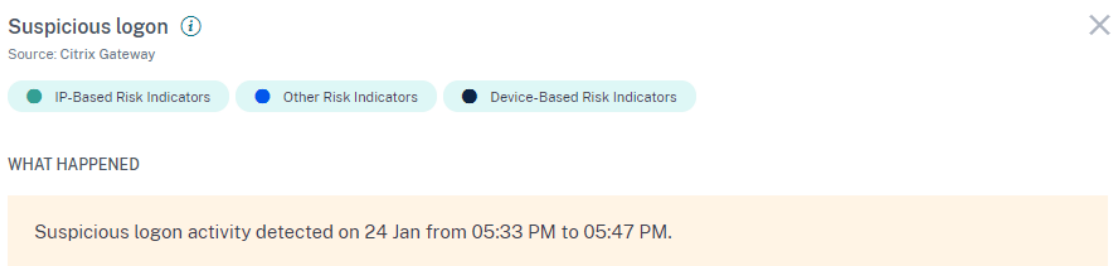 Suspicious logon i
Source: Citrix Gateway
IP-Based Risk Indicators Other Risk Indicators Device-Based Risk Indicators
WHAT HAPPENED
Suspicious logon activity detected on 24 Jan from 05:33 PM to 05:47 PM.